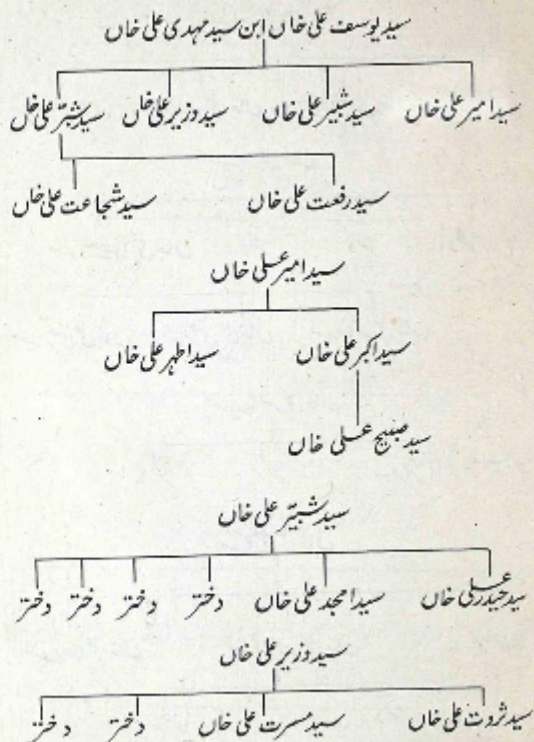 سید یوسف علی خاں ابن سید مہدی علی خاں
سید امیر علی خاں سید شبیر علی خاں سید وزیر علی خاں سید شبّر علی خاں
سید رفعت علی خاں سید شجاعت علی خاں
سید امیر علی خاں
سید اکبر علی خاں سید اطہر علی خاں
سید صبیح علی خاں
سید شبّر علی خاں
سید حیدر علی خاں سید امجد علی خاں دختر دختر دختر دختر
سید وزیر علی خاں
سید ثروت علی خاں سید مسرت علی خاں دختر دختر